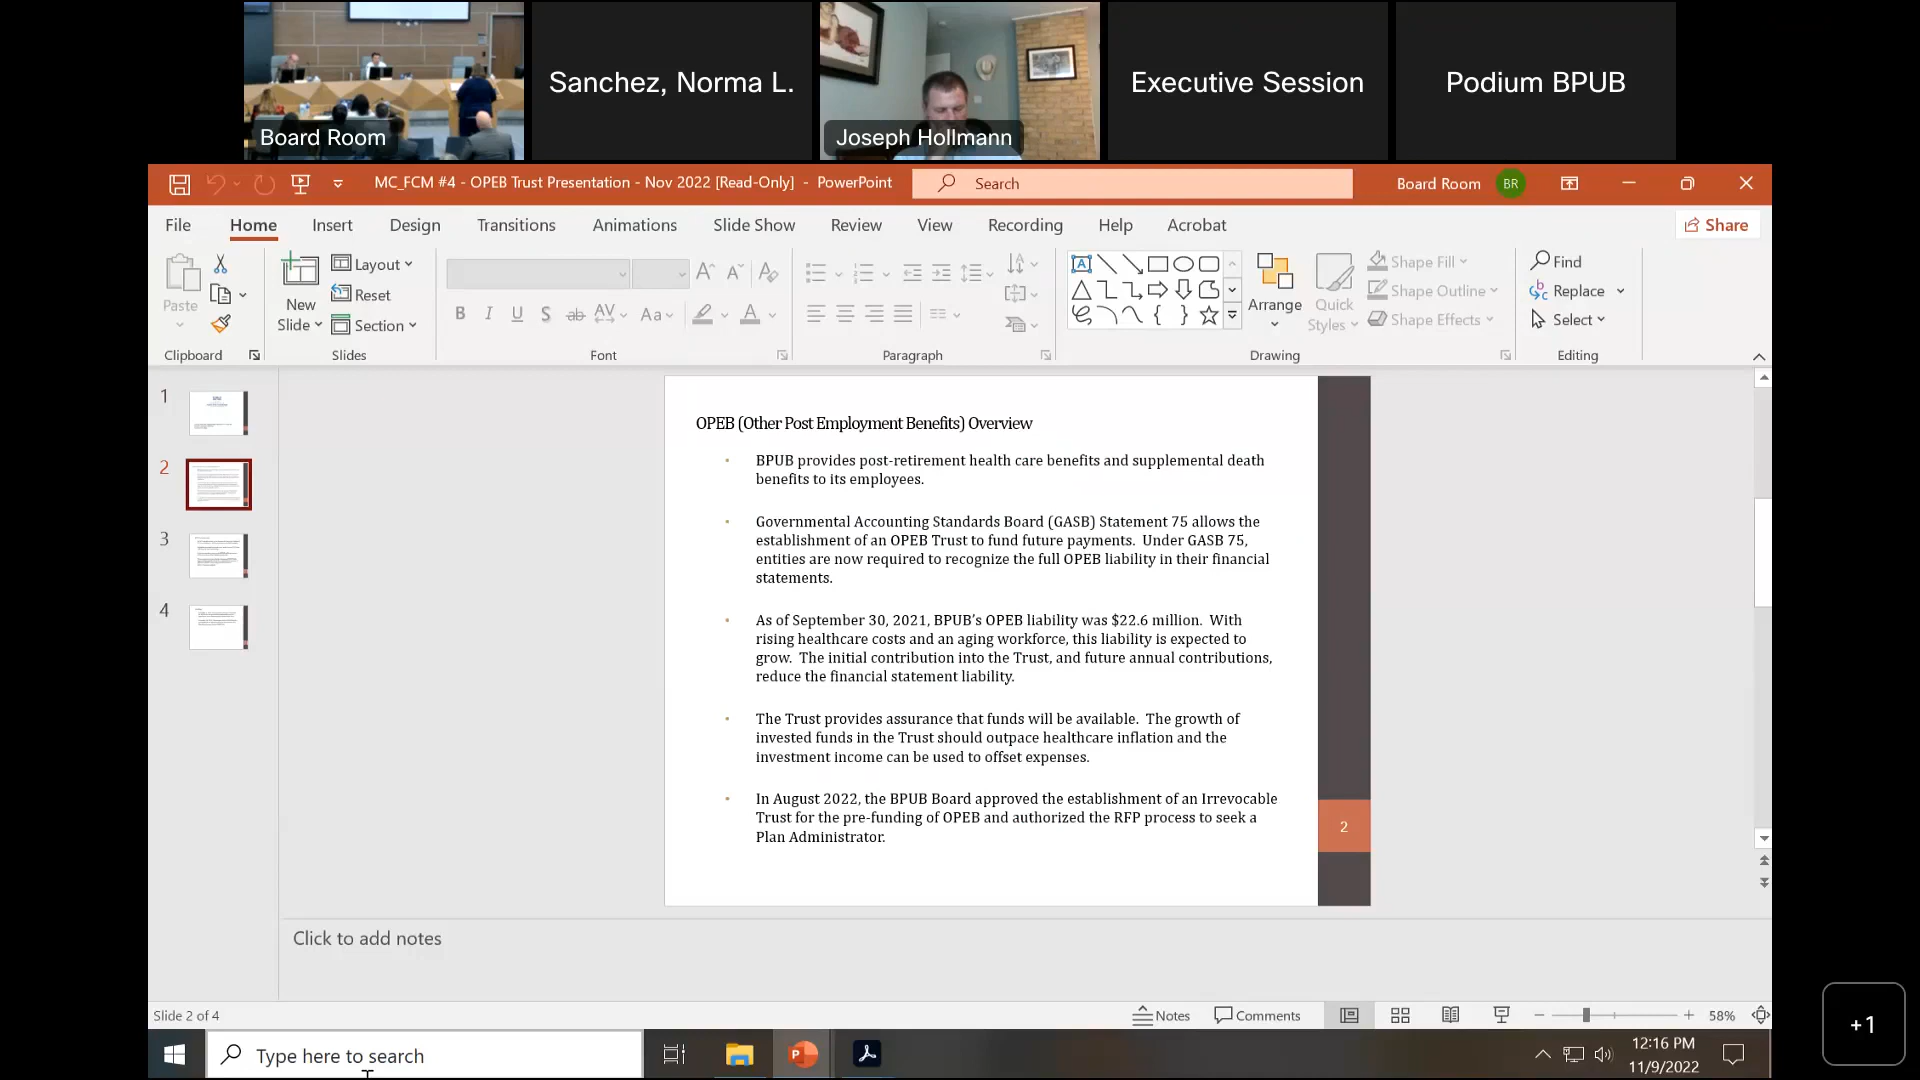 Board Room
Sanchez, Norma L.
Joseph Hollmann
Executive Session
Podium BPUB
MC_FCM #4 - OPEB Trust Presentation - Nov 2022 [Read-Only] - PowerPoint
Search
Board Room
BR
File
Home
Insert
Design
Transitions
Animations
Slide Show
Review
View
Recording
Help
Acrobat
Share
Paste
New
Slide
Layout
Reset
Section
Arrange
Quick
Styles
Shape Fill
Shape Outline
Shape Effects
Find
Replace
Select
Clipboard
Slides
Font
Paragraph
Drawing
Editing
1
2
3
4
OPEB (Other Post Employment Benefits) Overview
BPUB provides post-retirement health care benefits and supplemental death
benefits to its employees.
Governmental Accounting Standards Board (GASB) Statement 75 allows the
establishment of an OPEB Trust to fund future payments. Under GASB 75,
entities are now required to recognize the full OPEB liability in their financial
statements.
As of September 30, 2021, BPUB's OPEB liability was $22.6 million. With
rising healthcare costs and an aging workforce, this liability is expected to
grow. The initial contribution into the Trust, and future annual contributions,
reduce the financial statement liability.
The Trust provides assurance that funds will be available. The growth of
invested funds in the Trust should outpace healthcare inflation and the
investment income can be used to offset expenses.
In August 2022, the BPUB Board approved the establishment of an Irrevocable
Trust for the pre-funding of OPEB and authorized the RFP process to seek a
Plan Administrator.
2
Click to add notes
Slide 2 of 4
Notes
Comments
58%
+1
Type here to search
12:16 PM
11/9/2022